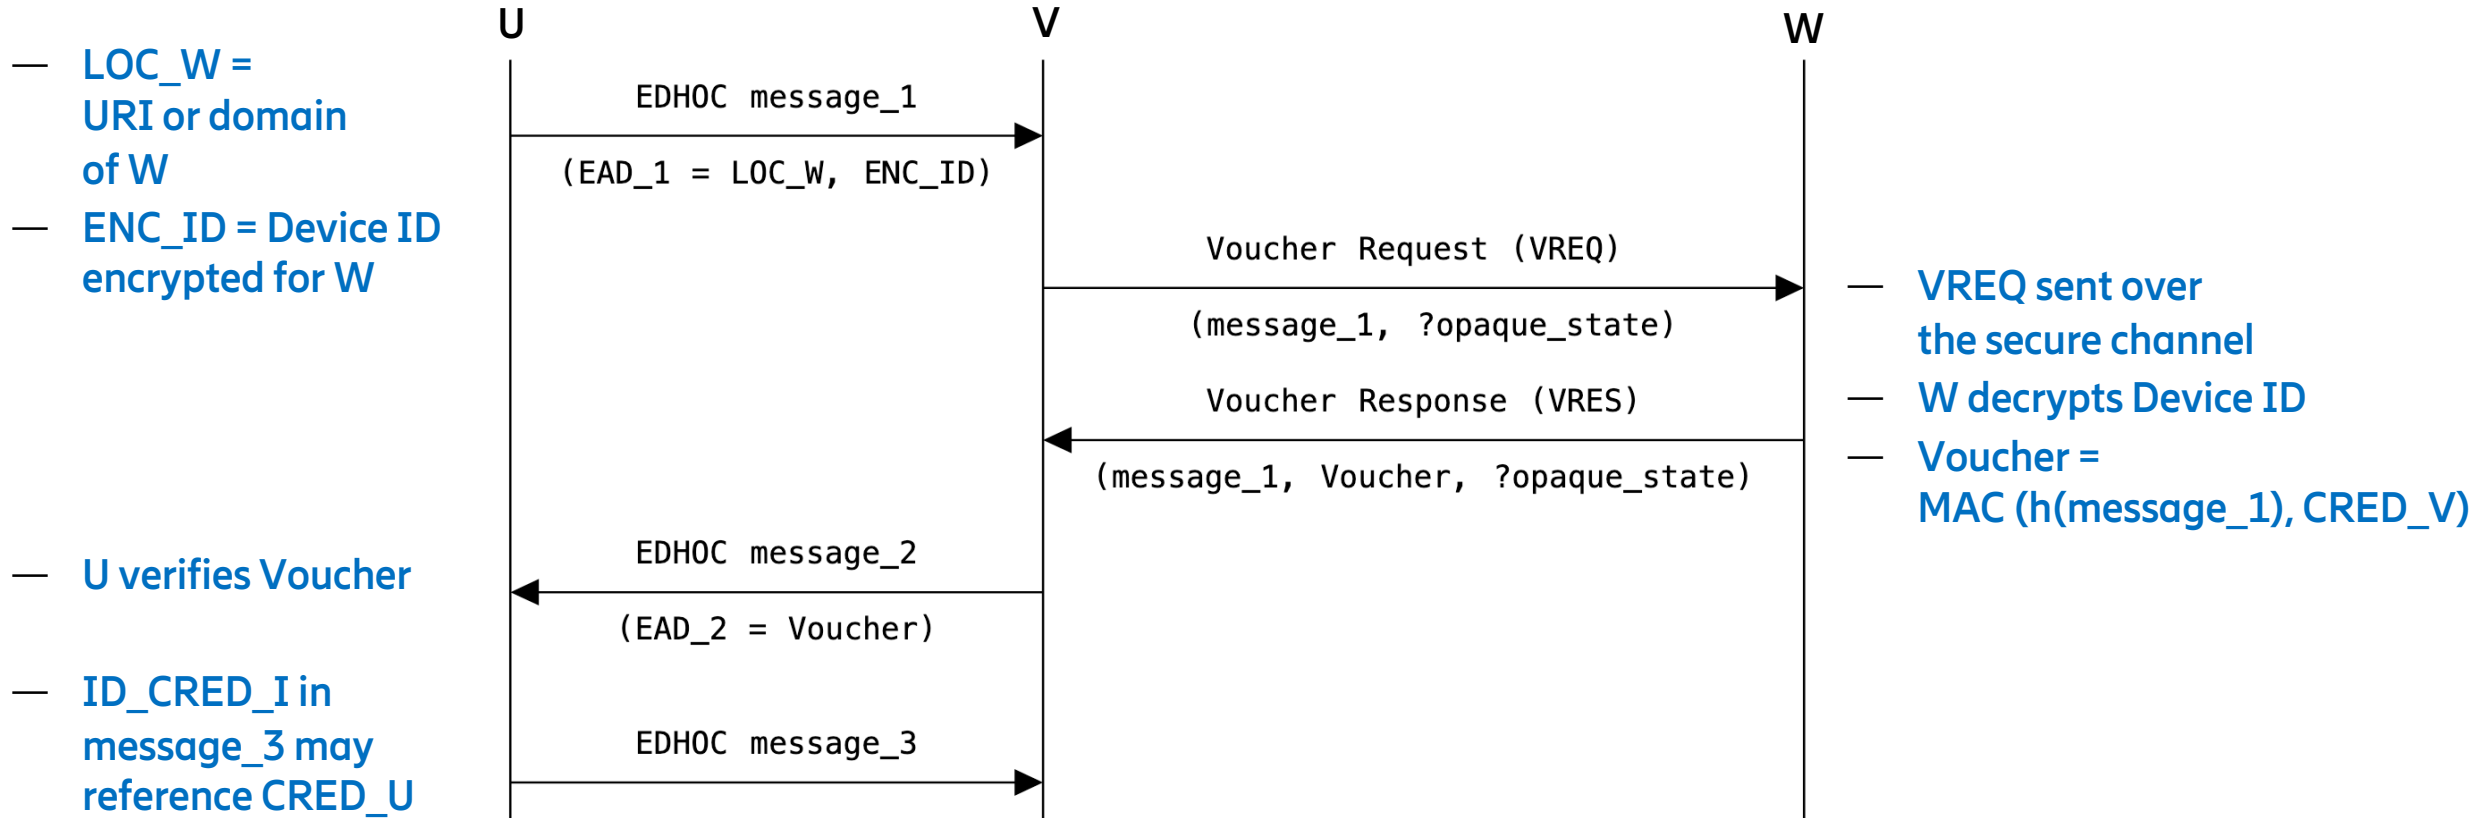 U
V
W
— LOC_W =
URI or domain
of W
— ENC_ID = Device ID
encrypted for W
EDHOC message_1
(EAD_1 = LOC_W, ENC_ID)
Voucher Request (VREQ)
(message_1, ?opaque_state)
— VREQ sent over
the secure channel
— W decrypts Device ID
— Voucher =
MAC (h(message_1), CRED_V)
Voucher Response (VRES)
(message_1, Voucher, ?opaque_state)
EDHOC message_2
(EAD_2 = Voucher)
— U verifies Voucher
— ID_CRED_I in
message_3 may
reference CRED_U
EDHOC message_3